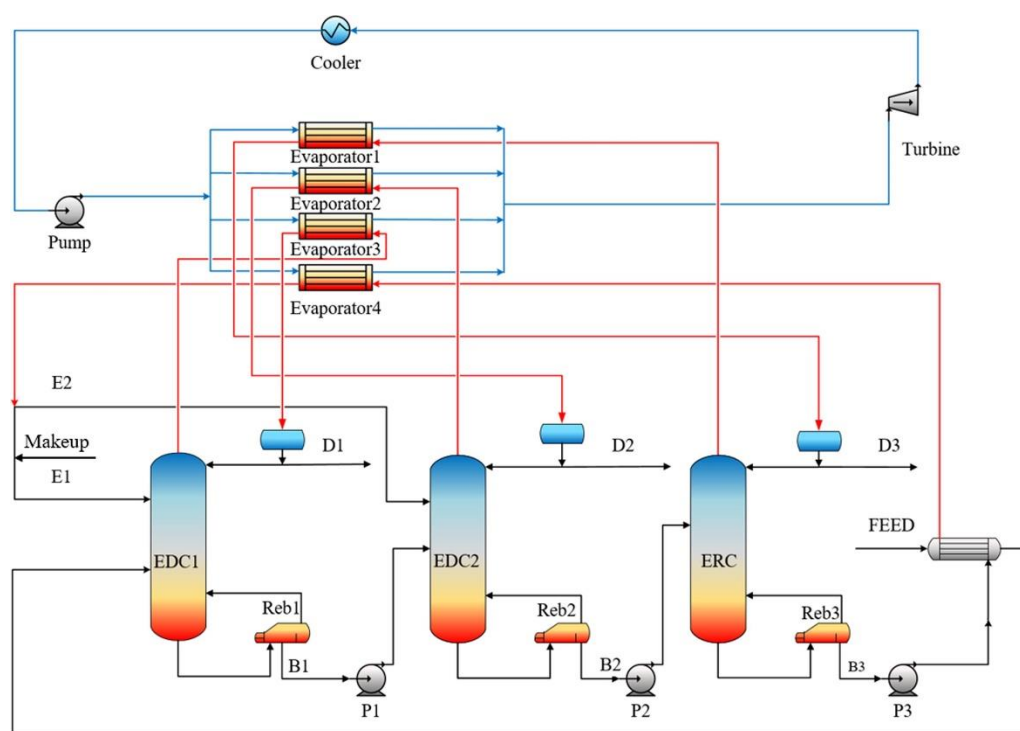 Cooler
Turbine
Evaporator1
Evaporator2
Evaporator3
Evaporator4
Pump
E2
Makeup
E1
D1
D2
D3
FEED
EDC1
EDC2
ERC
Reb1
Reb2
Reb3
B1
B2
B3
P1
P2
P3